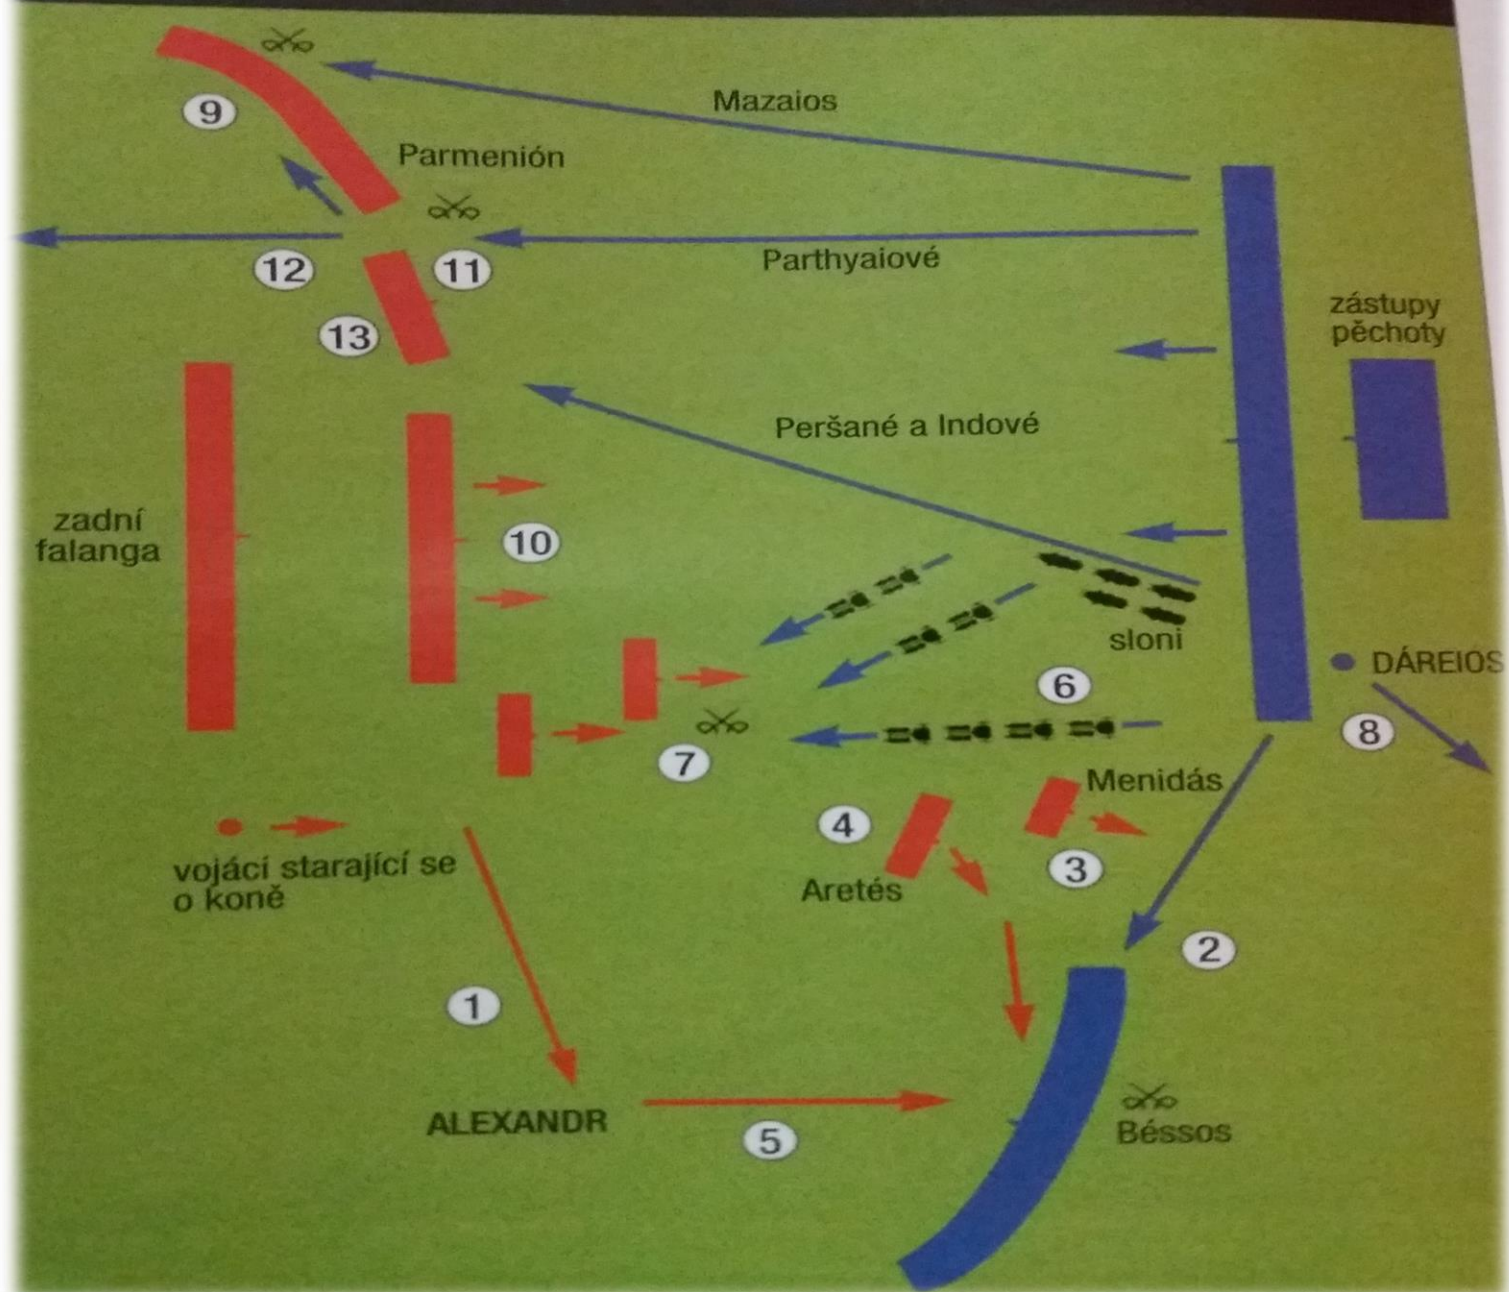 Mazaios
9
Parmenión
12
11
Parthyaiové
13
zástupy
pěchoty
Peršané a Indové
zadní
falanga
10
sloni
DÁREIOS
6
8
7
Menidás
4
3
vojáci starající se
o koně
Aretés
2
1
ALEXANDR
5
Béssos